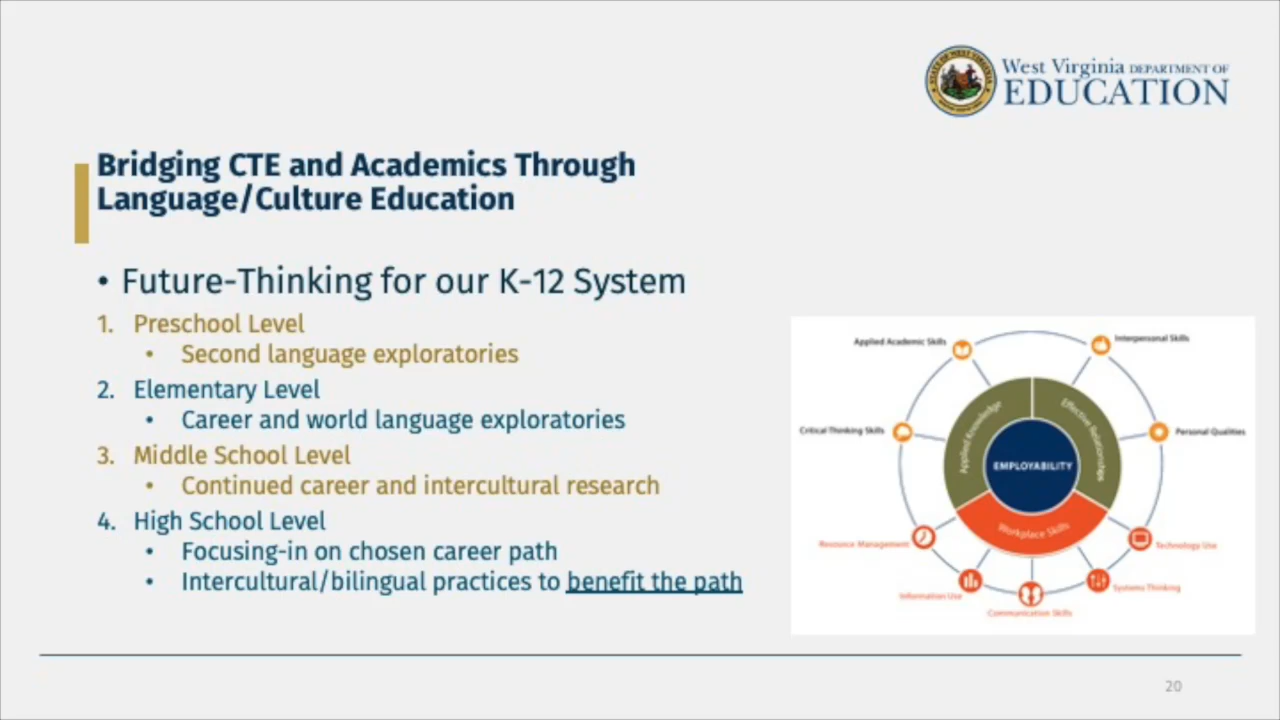 West Virginia DEPARTMENT OF
EDUCATION
Bridging CTE and Academics Through
Language/Culture Education
• Future-Thinking for our K-12 System
1. Preschool Level
• Second language exploratories
2. Elementary Level
• Career and world language exploratories
3. Middle School Level
• Continued career and intercultural research
4. High School Level
• Focusing-in on chosen career path
• Intercultural/bilingual practices to benefit the path
Applied Academic Skills
Interpersonal Skills
Critical Thinking Skills
Personal Qualities
Applied Knowledge
Effective Relationships
EMPLOYABILITY
Workplace Skills
Resource Management
Technology Use
Information Use
Systems Thinking
Communication Skills
20